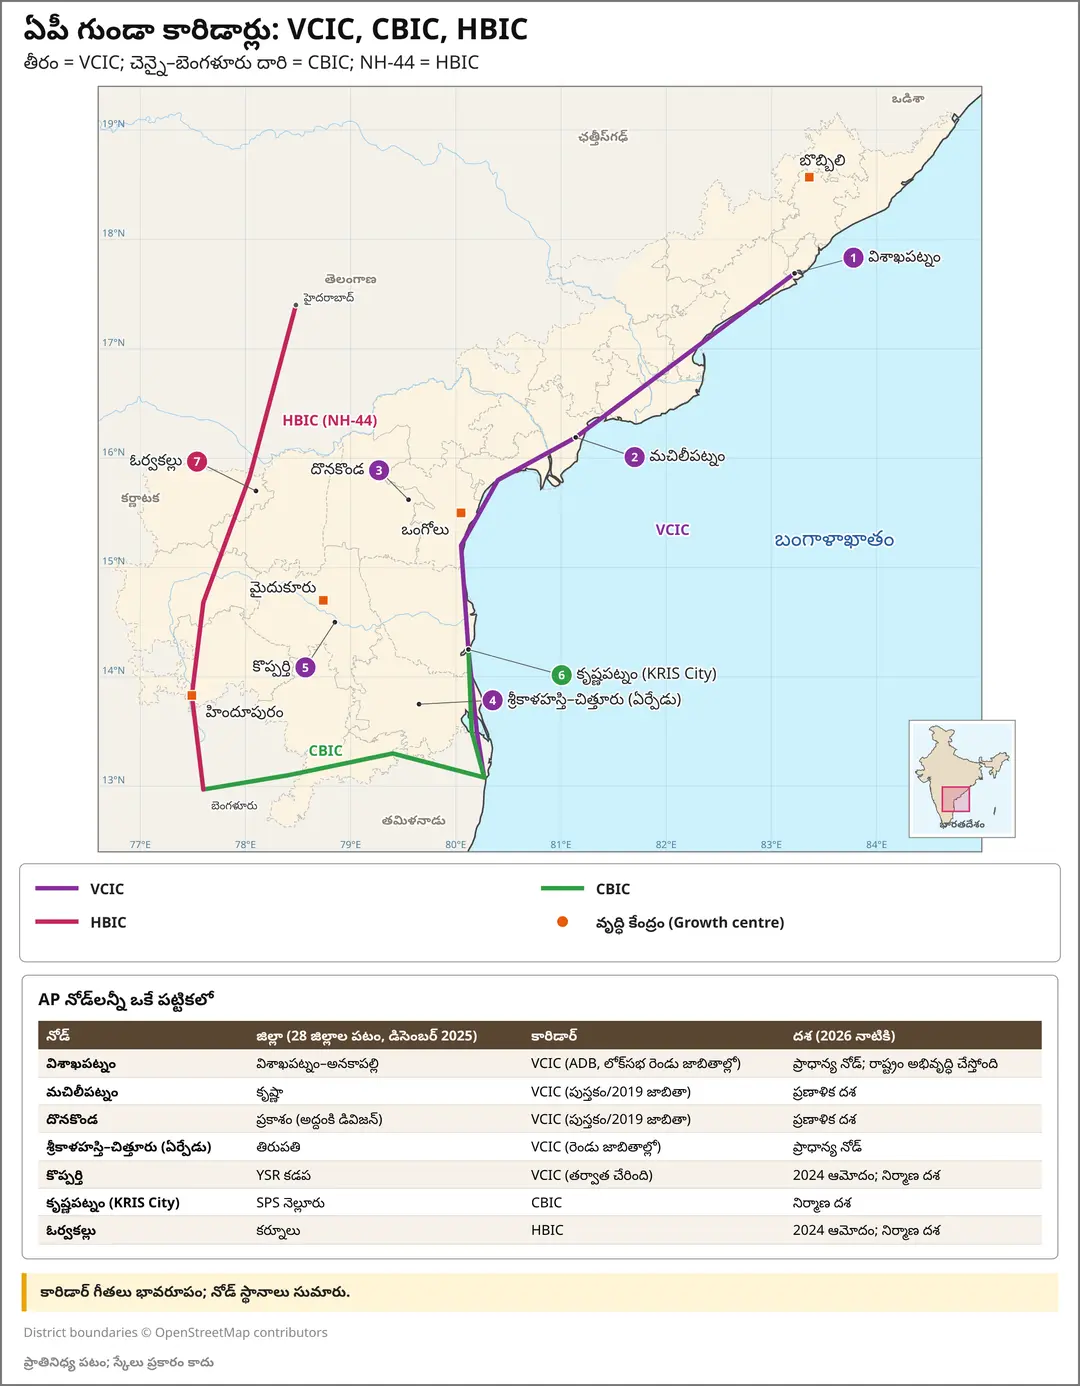 ఏపీ గుండా కారిడార్లు: VCIC, CBIC, HBIC
తీరం = VCIC; చెన్నై–బెంగళూరు దారి = CBIC; NH-44 = HBIC
ఒడిశా
19°N
ఛత్తీస్‌గఢ్
బొబ్బిలి
18°N
1 విశాఖపట్నం
తెలంగాణ
హైదరాబాద్
17°N
HBIC (NH-44)
16°N
ఓర్వకల్లు 7
దొనకొండ 3
2 మచిలీపట్నం
కర్ణాటక
ఒంగోలు
VCIC
బంగాళాఖాతం
15°N
మైదుకూరు
14°N
కొప్పర్తి 5
6 కృష్ణపట్నం (KRIS City)
4 శ్రీకాళహస్తి–చిత్తూరు (ఏర్పేడు)
హిందూపురం
CBIC
13°N
బెంగళూరు
తమిళనాడు
భారతదేశం
77°E 78°E 79°E 80°E 81°E 82°E 83°E 84°E
VCIC
CBIC
HBIC
వృద్ధి కేంద్రం (Growth centre)
AP నోడ్‌లన్నీ ఒకే పట్టికలో
నోడ్ జిల్లా (28 జిల్లాల పటం, డిసెంబర్ 2025) కారిడార్ దశ (2026 నాటికి)
విశాఖపట్నం విశాఖపట్నం–అనకాపల్లి VCIC (ADB, లోక్‌సభ రెండు జాబితాల్లో) ప్రాధాన్య నోడ్; రాష్ట్రం అభివృద్ధి చేస్తోంది
మచిలీపట్నం కృష్ణా VCIC (పుస్తకం/2019 జాబితా) ప్రణాళిక దశ
దొనకొండ ప్రకాశం (అద్దంకి డివిజన్) VCIC (పుస్తకం/2019 జాబితా) ప్రణాళిక దశ
శ్రీకాళహస్తి–చిత్తూరు (ఏర్పేడు) తిరుపతి VCIC (రెండు జాబితాల్లో) ప్రాధాన్య నోడ్
కొప్పర్తి YSR కడప VCIC (తర్వాత చేరింది) 2024 ఆమోదం; నిర్మాణ దశ
కృష్ణపట్నం (KRIS City) SPS నెల్లూరు CBIC నిర్మాణ దశ
ఓర్వకల్లు కర్నూలు HBIC 2024 ఆమోదం; నిర్మాణ దశ
కారిడార్ గీతలు భావరూపం; నోడ్ స్థానాలు సుమారు.
District boundaries © OpenStreetMap contributors
ప్రాతినిధ్య పటం; స్కేలు ప్రకారం కాదు